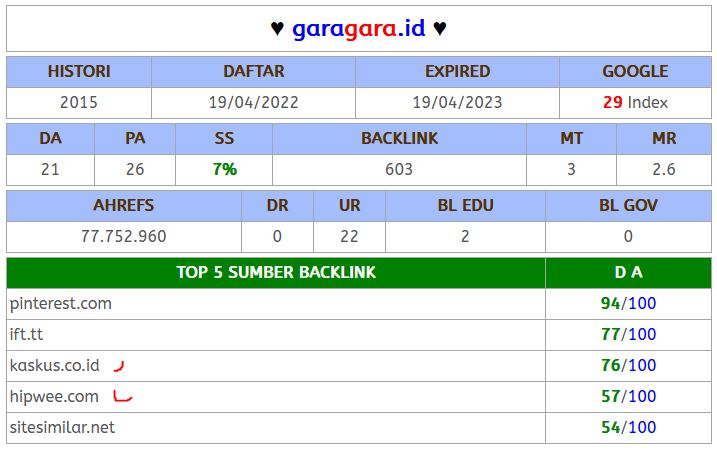 ♥ garagara.id ♥
HISTORI DAFTAR EXPIRED GOOGLE
2015 19/04/2022 19/04/2023 29 Index
DA PA SS BACKLINK MT MR
21 26 7% 603 3 2.6
AHREFS DR UR BL EDU BL GOV
77.752.960 0 22 2 0
TOP 5 SUMBER BACKLINK D A
pinterest.com 94/100
ift.tt 77/100
kaskus.co.id 76/100
hipwee.com 57/100
sitesimilar.net 54/100